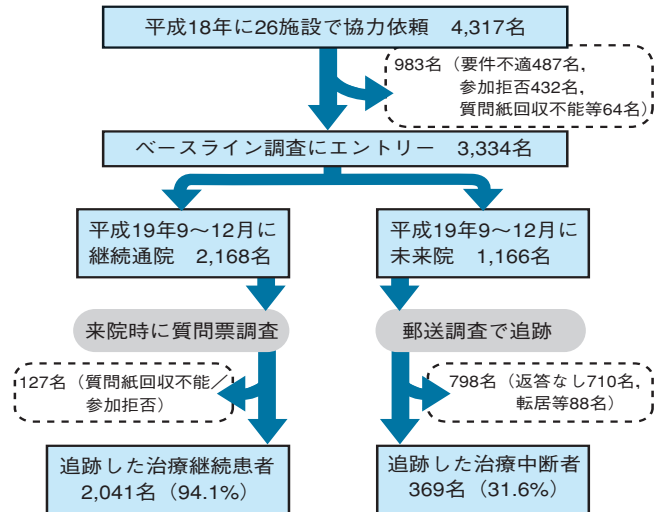 平成18年に26施設で協力依頼　4,317名
983名（要件不適487名，
参加拒否432名，
質問紙回収不能等64名）
ベースライン調査にエントリー　3,334名
平成19年9～12月に
継続通院　2,168名
平成19年9～12月に
未来院　1,166名
来院時に質問票調査
郵送調査で追跡
127名（質問紙回収不能／
参加拒否）
798名（返答なし710名，
転居等88名）
追跡した治療継続患者
2,041名（94.1%）
追跡した治療中断者
369名（31.6%）